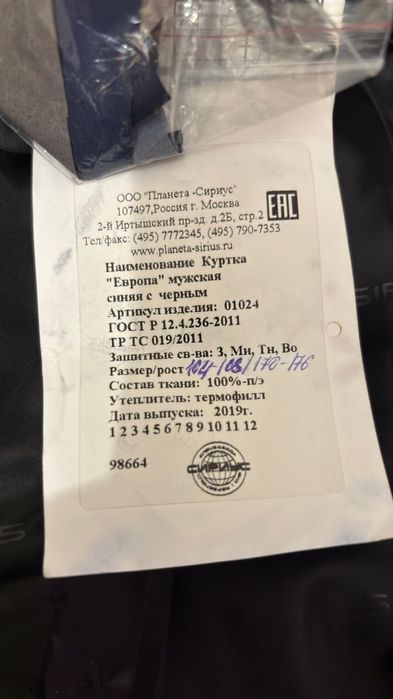 ООО "Планета -Сириус"
107497,Россия г. Москва
2-й Иртышский пр-зд. д.2Б, стр.2
EAC
Тел/факс: (495) 7772345, (495) 790-7353
www.planeta-sirius.ru
Наименование Куртка
"Европа" мужская
синяя с черным
Артикул изделия: 01024
ГОСТ Р 12.4.236-2011
ТР ТС 019/2011
Защитные св-ва: З, Ми, Тн, Во
Размер/рост 104/108/170-176
Состав ткани: 100%-п/э
Утеплитель: термофилл
Дата выпуска: 2019г.
1 2 3 4 5 6 7 8 9 10 11 12
98664
СИРИУС